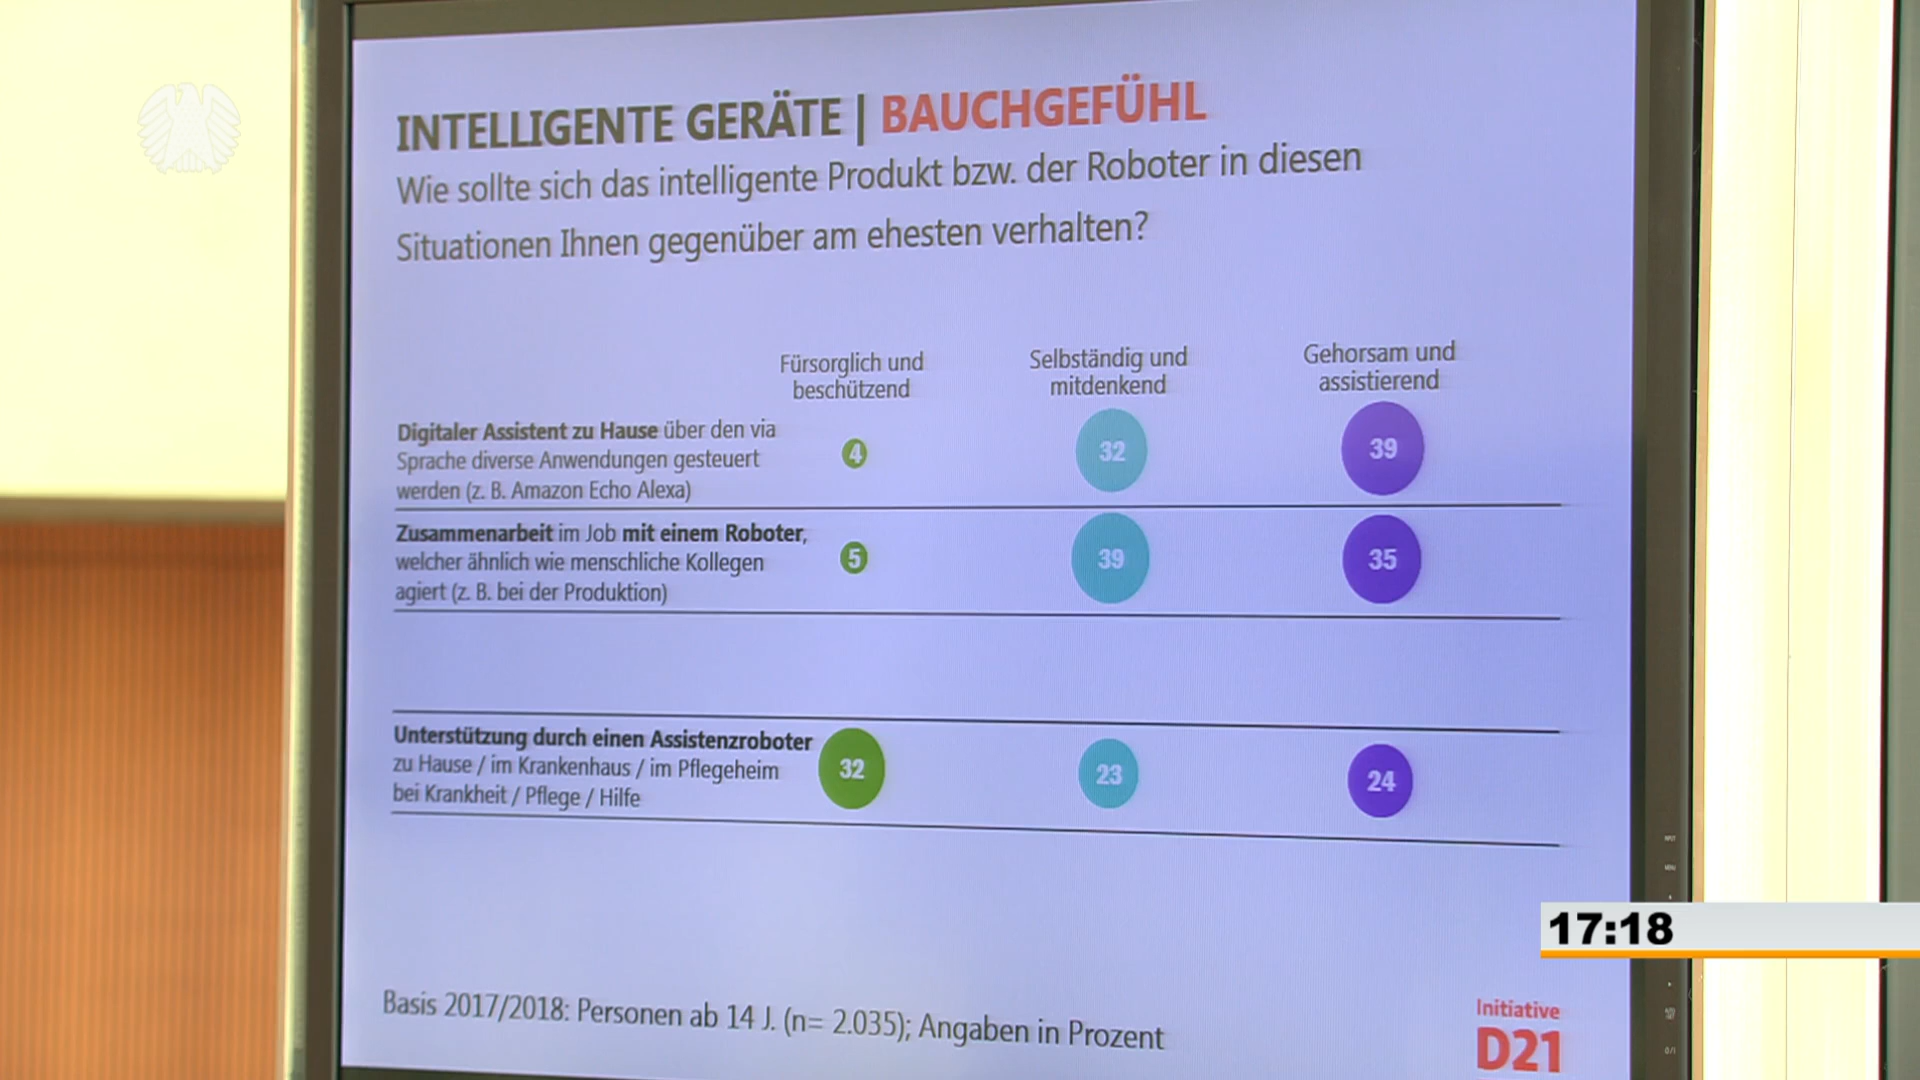 INTELLIGENTE GERÄTE | BAUCHGEFÜHL
Wie sollte sich das intelligente Produkt bzw. der Roboter in diesen
Situationen Ihnen gegenüber am ehesten verhalten?
Fürsorglich und
beschützend
Selbständig und
mitdenkend
Gehorsam und
assistierend
Digitaler Assistent zu Hause über den via
Sprache diverse Anwendungen gesteuert
werden (z. B. Amazon Echo Alexa)
4
32
39
Zusammenarbeit im Job mit einem Roboter,
welcher ähnlich wie menschliche Kollegen
agiert (z. B. bei der Produktion)
5
39
35
Unterstützung durch einen Assistenzroboter
zu Hause / im Krankenhaus / im Pflegeheim
bei Krankheit / Pflege / Hilfe
32
23
24
17:18
Basis 2017/2018: Personen ab 14 J. (n= 2.035); Angaben in Prozent
Initiative
D21